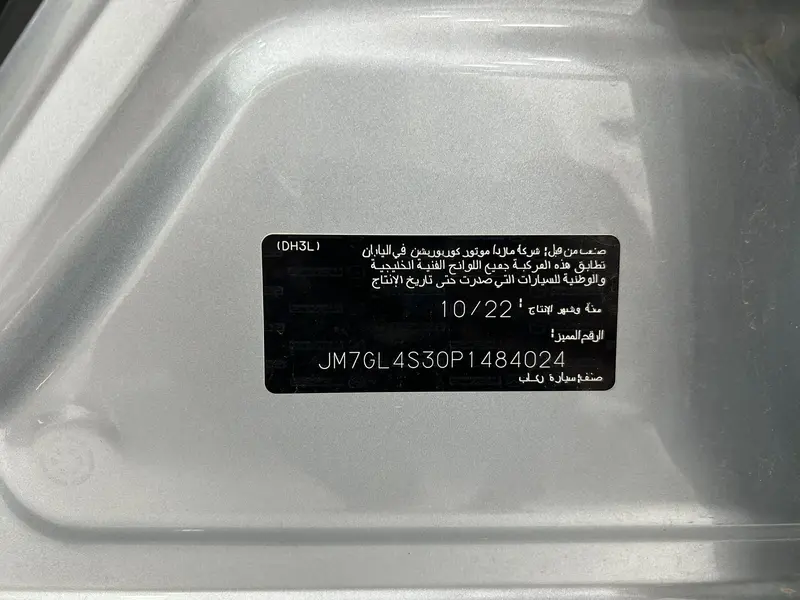 (DH3L)
صنعت من قبل: شركة مازدا موتور كوربوريشن في اليابان
تطابق هذه المركبة جميع اللوائح الفنية الخليجية
والوطنية للسيارات التي صدرت حتى تاريخ الإنتاج
سنة وشهر الإنتاج : 10/22
الرقم المميز:
JM7GL4S30P1484024
صنف: سيارة ركاب